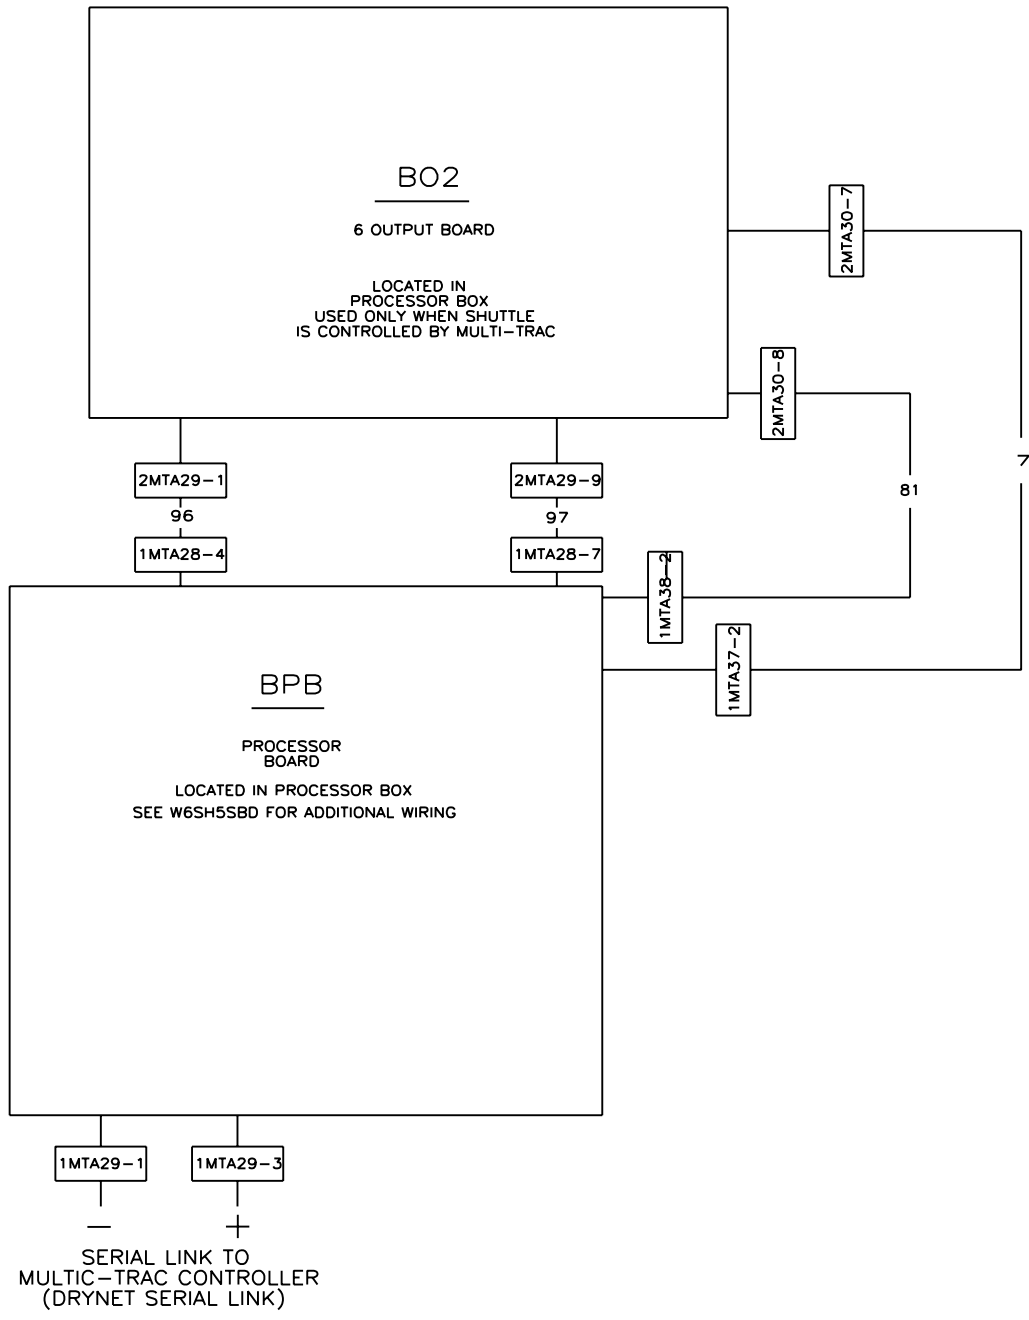 BO2
6 OUTPUT BOARD
LOCATED IN
PROCESSOR BOX
USED ONLY WHEN SHUTTLE
IS CONTROLLED BY MULTI-TRAC
2MTA30-7
2MTA30-8
7
81
2MTA29-1
2MTA29-9
96
97
1MTA28-4
1MTA28-7
1MTA38-2
1MTA37-2
BPB
PROCESSOR
BOARD
LOCATED IN PROCESSOR BOX
SEE W6SH5SBD FOR ADDITIONAL WIRING
1MTA29-1
1MTA29-3
- +
SERIAL LINK TO
MULTIC-TRAC CONTROLLER
(DRYNET SERIAL LINK)